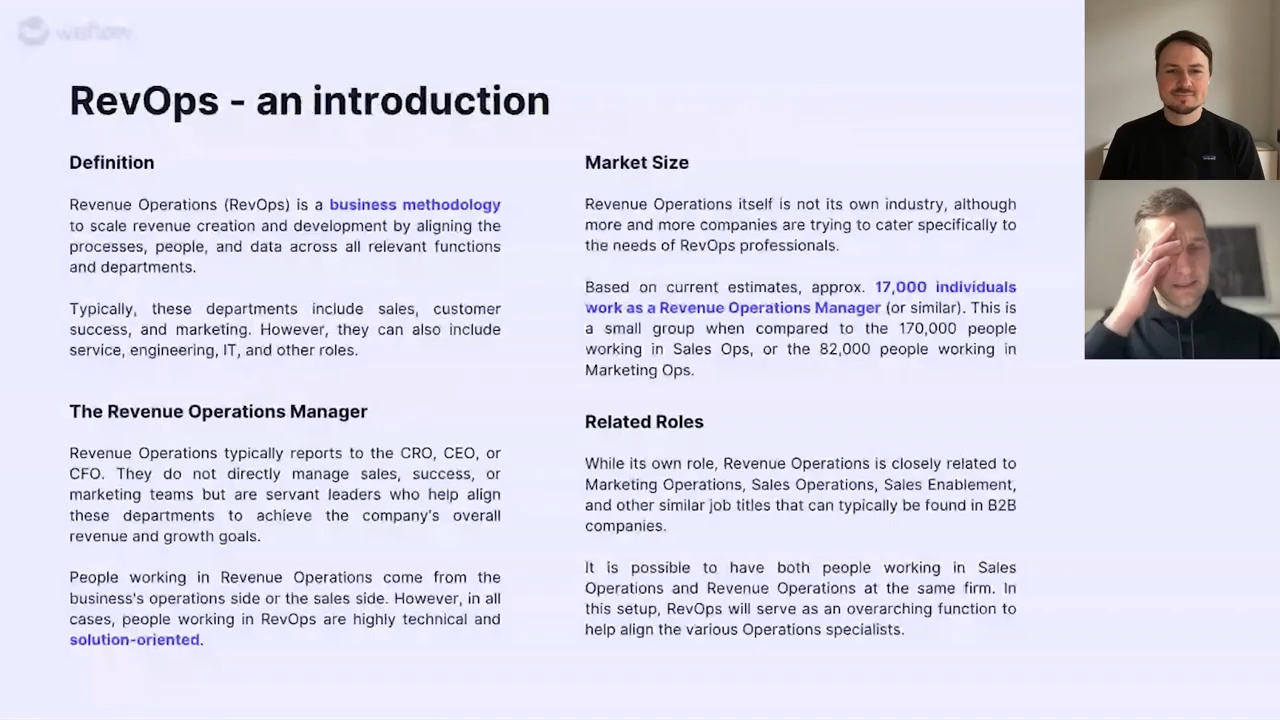 weflow
RevOps - an introduction
Definition
Revenue Operations (RevOps) is a business methodology
to scale revenue creation and development by aligning the
processes, people, and data across all relevant functions
and departments.
Typically, these departments include sales, customer
success, and marketing. However, they can also include
service, engineering, IT, and other roles.
The Revenue Operations Manager
Revenue Operations typically reports to the CRO, CEO, or
CFO. They do not directly manage sales, success, or
marketing teams but are servant leaders who help align
these departments to achieve the company's overall
revenue and growth goals.
People working in Revenue Operations come from the
business's operations side or the sales side. However, in all
cases, people working in RevOps are highly technical and
solution-oriented.
Market Size
Revenue Operations itself is not its own industry, although
more and more companies are trying to cater specifically to
the needs of RevOps professionals.
Based on current estimates, approx. 17,000 individuals
work as a Revenue Operations Manager (or similar). This is
a small group when compared to the 170,000 people
working in Sales Ops, or the 82,000 people working in
Marketing Ops.
Related Roles
While its own role, Revenue Operations is closely related to
Marketing Operations, Sales Operations, Sales Enablement,
and other similar job titles that can typically be found in B2B
companies.
It is possible to have both people working in Sales
Operations and Revenue Operations at the same firm. In
this setup, RevOps will serve as an overarching function to
help align the various Operations specialists.